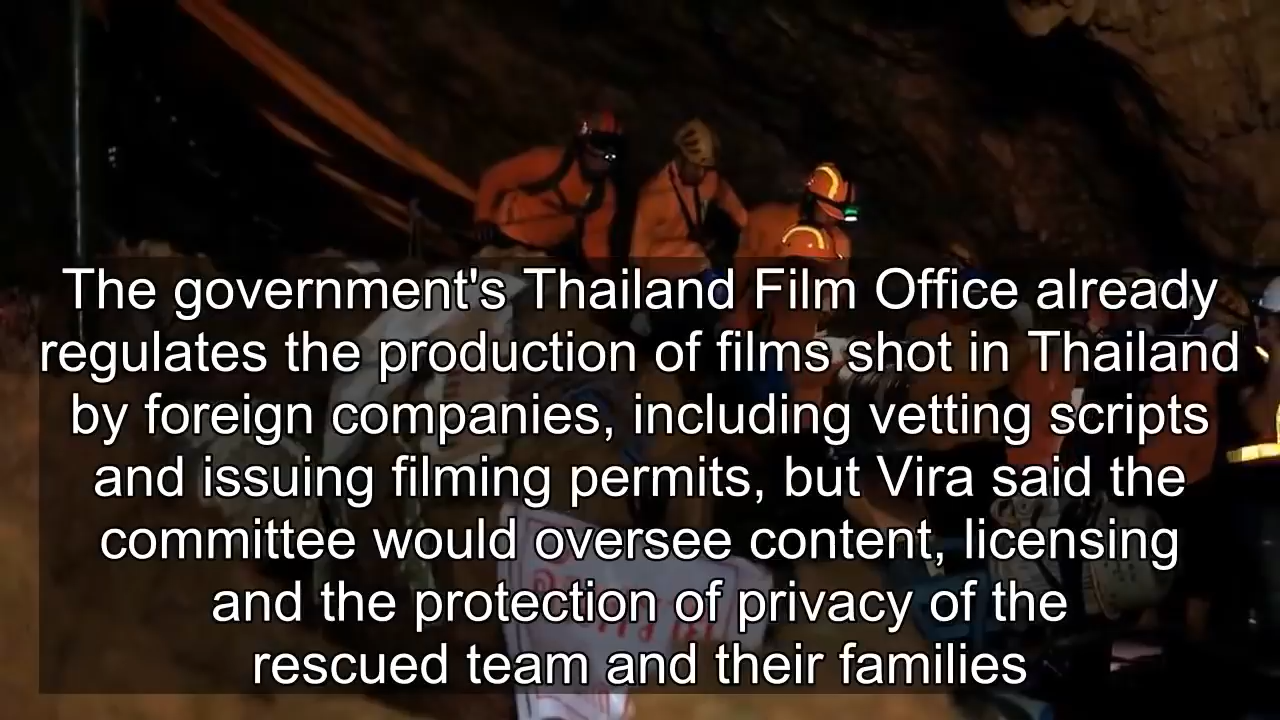 The government's Thailand Film Office already
regulates the production of films shot in Thailand
by foreign companies, including vetting scripts
and issuing filming permits, but Vira said the
committee would oversee content, licensing
and the protection of privacy of the
rescued team and their families